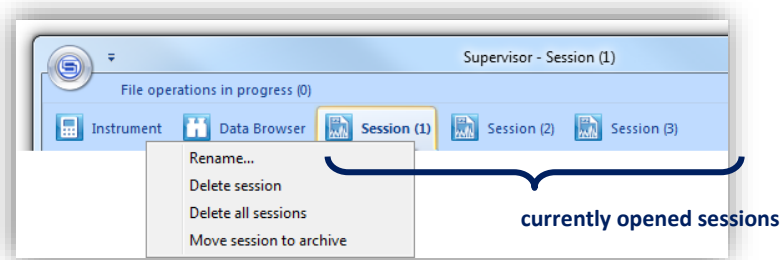 Supervisor - Session (1)
File operations in progress (0)
Instrument Data Browser Session (1) Session (2) Session (3)
Rename...
Delete session
Delete all sessions
Move session to archive
currently opened sessions